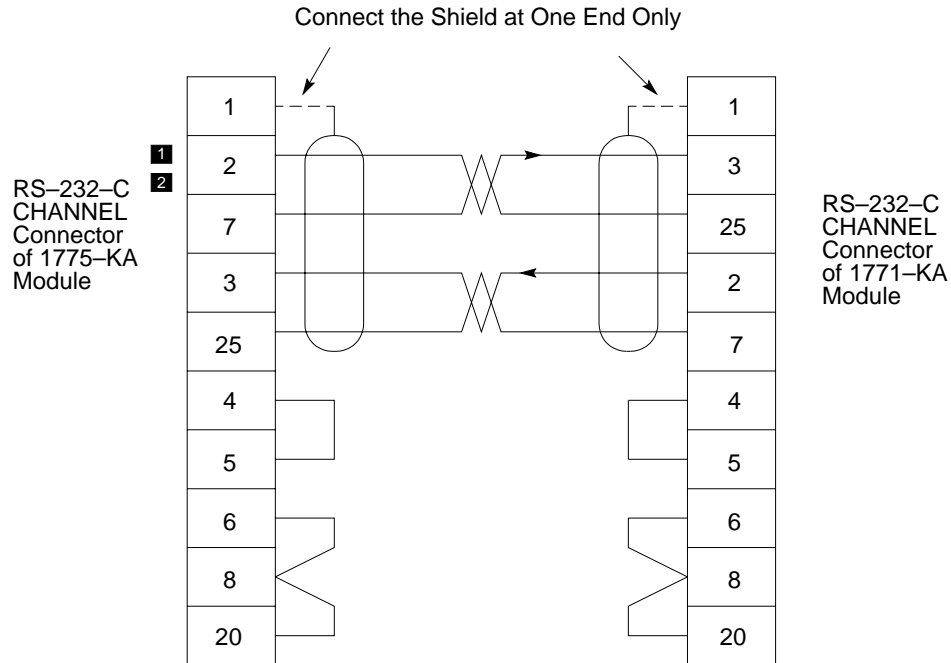 Connect the Shield at One End Only
RS–232–C
CHANNEL
Connector
of 1775–KA
Module
1
2
1
2
7
3
25
4
5
6
8
20
1
3
25
2
7
4
5
6
8
20
RS–232–C
CHANNEL
Connector
of 1771–KA
Module